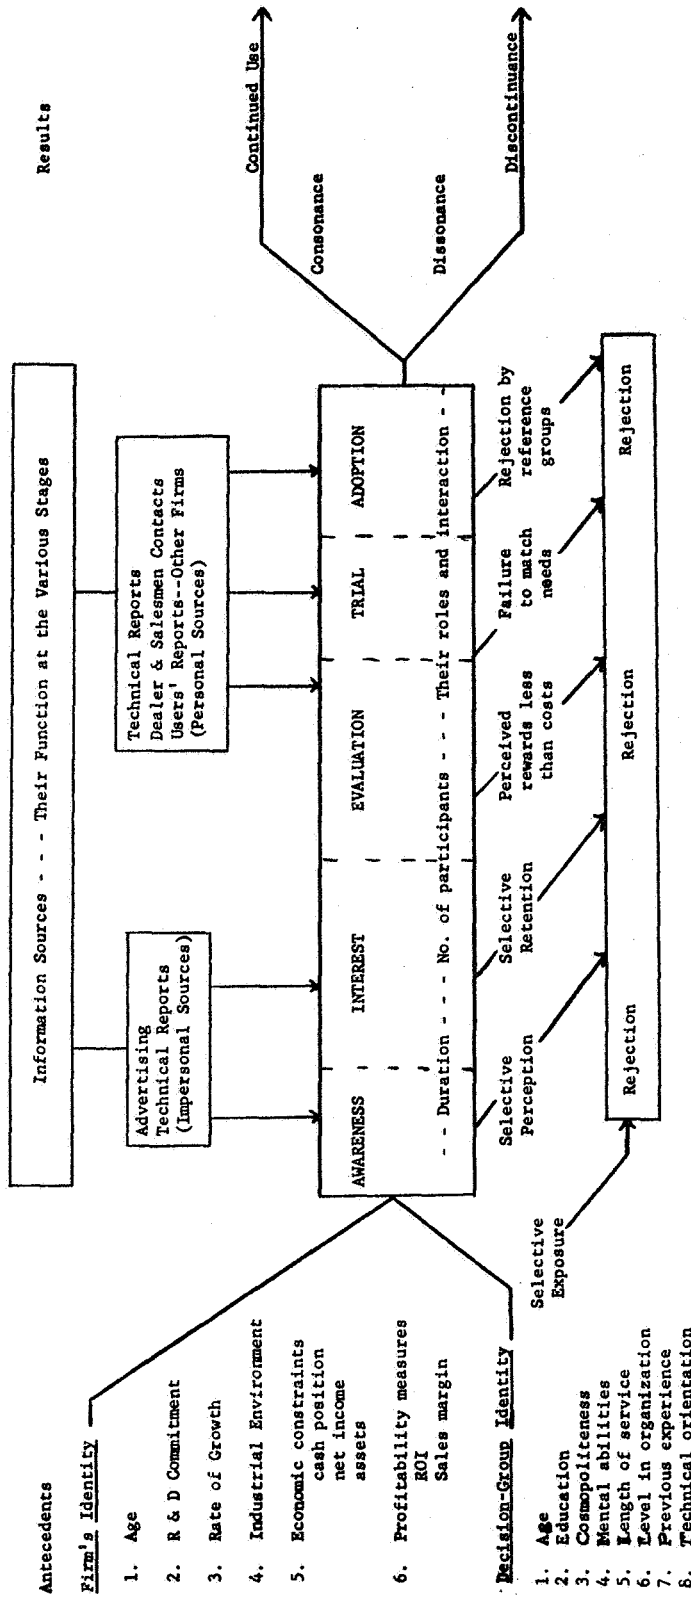 Antecedents
Results
Firm's Identity
1. Age
2. R & D Commitment
3. Rate of Growth
4. Industrial Environment
5. Economic constraints
cash position
net income
assets
6. Profitability measures
ROI
Sales margin
Decision-Group Identity
1. Age
2. Education
3. Cosmopoliteness
4. Mental abilities
5. Length of service
6. Level in organization
7. Previous experience
8. Technical orientation
Information Sources - - - Their Function at the Various Stages
Advertising
Technical Reports
(Impersonal Sources)
Technical Reports
Dealer & Salesmen Contacts
Users' Reports--Other Firms
(Personal Sources)
AWARENESS
INTEREST
EVALUATION
TRIAL
ADOPTION
- - Duration - - - No. of participants - - - Their roles and interaction - -
Selective
Exposure
Selective
Perception
Selective
Retention
Perceived
rewards less
than costs
Failure
to match
needs
Rejection by
reference
groups
Rejection
Rejection
Rejection
Continued Use
Consonance
Dissonance
Discontinuance